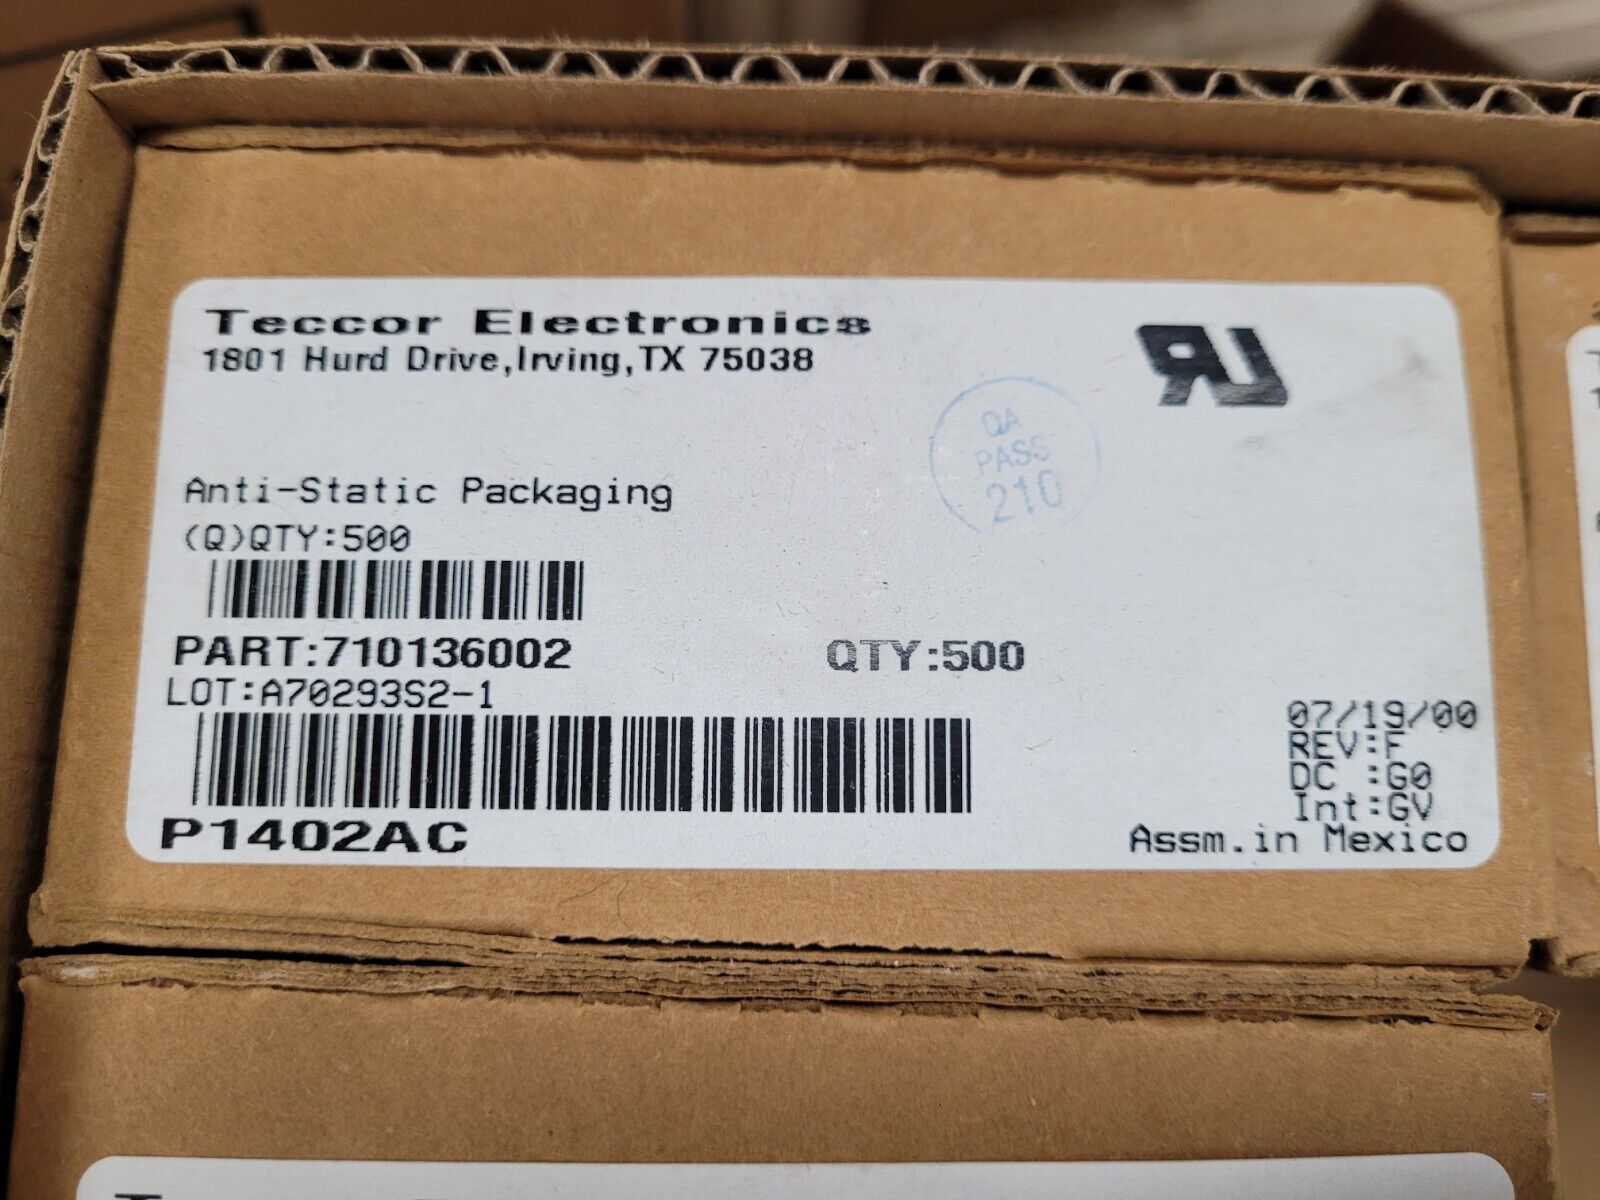 Teccor Electronics
1801 Hurd Drive,Irving,TX 75038
RU
QA
PASS
210
Anti-Static Packaging
(Q)QTY:500
PART:710136002 QTY:500
LOT:A70293S2-1
07/19/00
REV:F
DC :G0
Int:GV
P1402AC
Assm.in Mexico